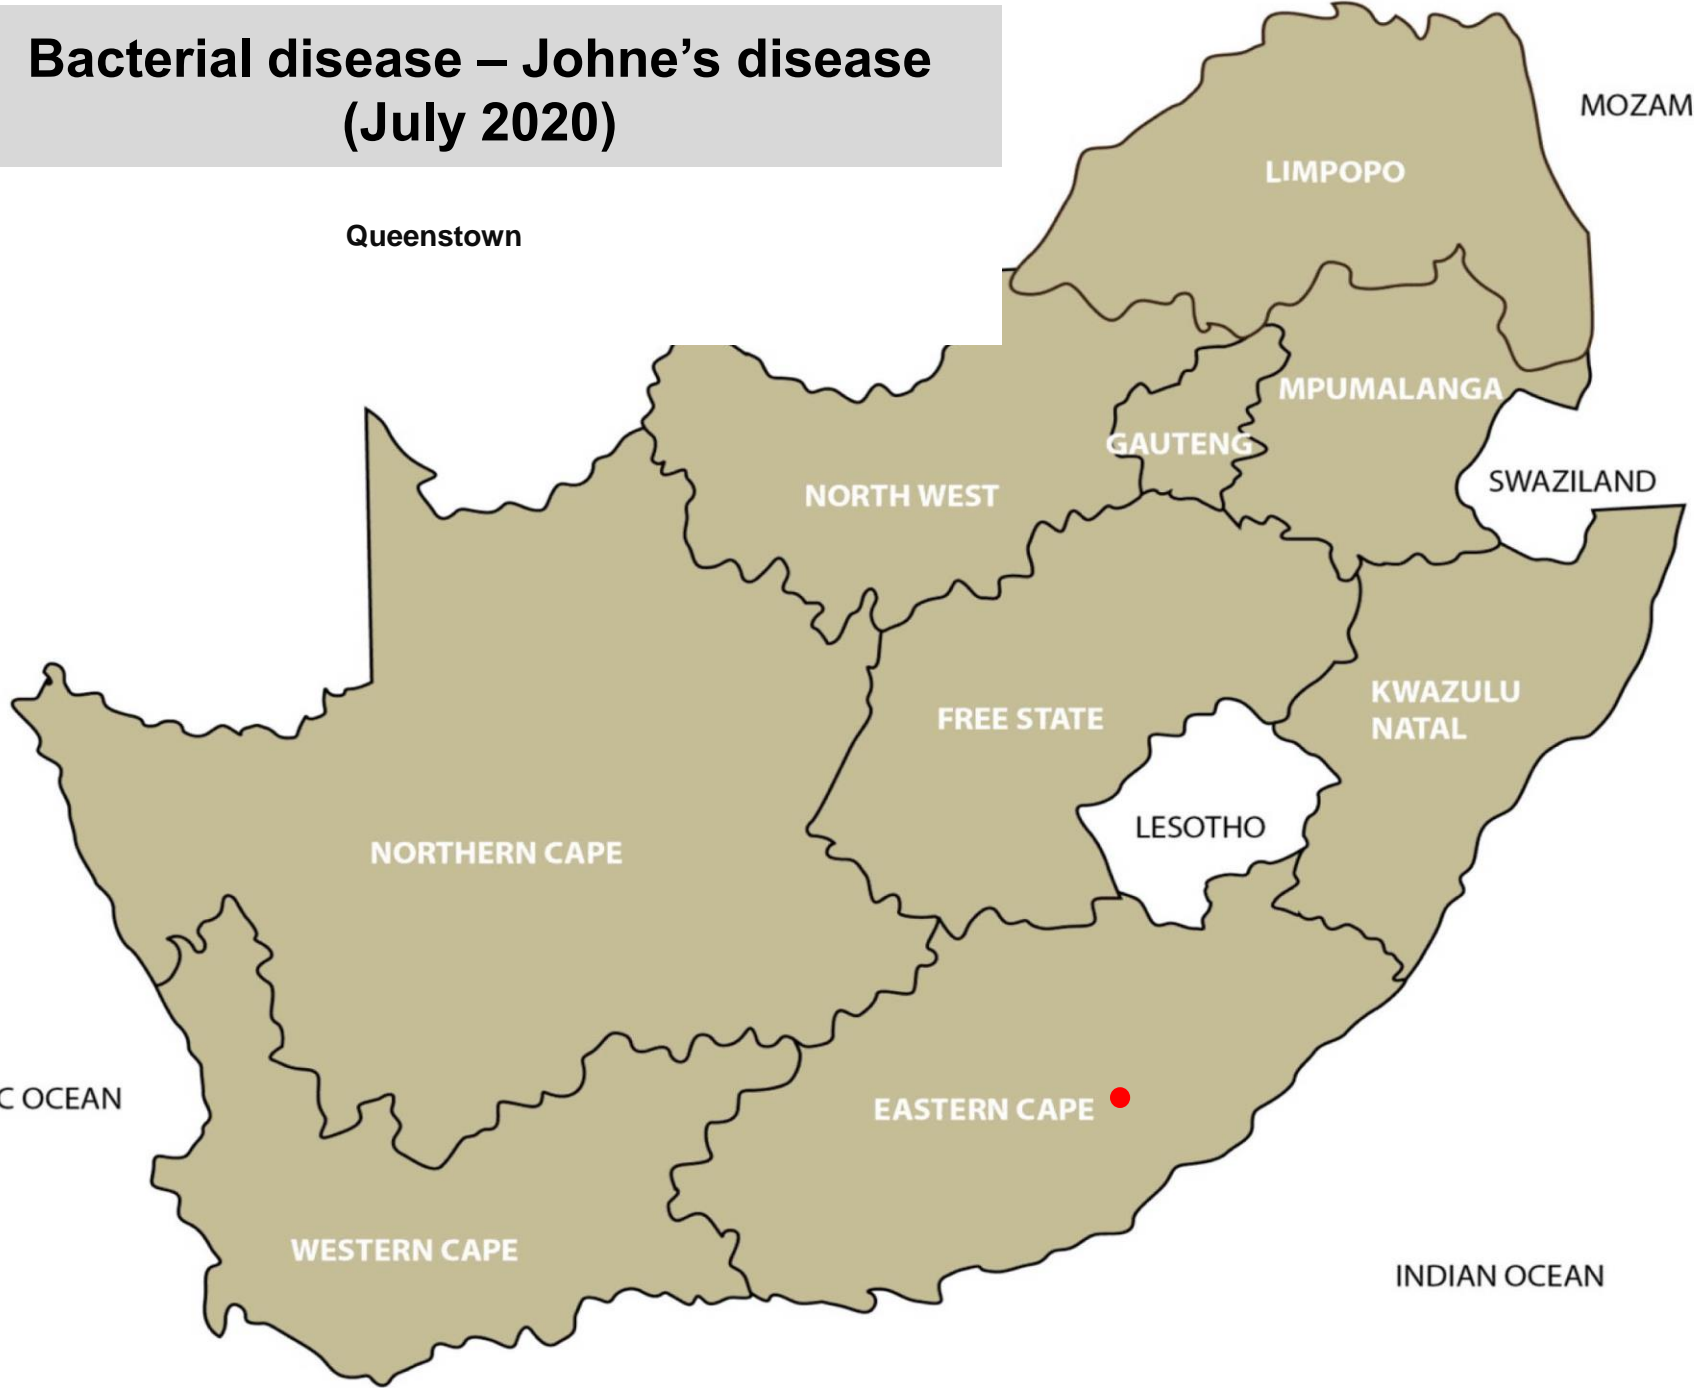 Bacterial disease – Johne’s disease
(July 2020)
Queenstown
MOZAM
LIMPOPO
MPUMALANGA
GAUTENG
SWAZILAND
NORTH WEST
KWAZULU
NATAL
FREE STATE
LESOTHO
NORTHERN CAPE
C OCEAN
EASTERN CAPE
WESTERN CAPE
INDIAN OCEAN